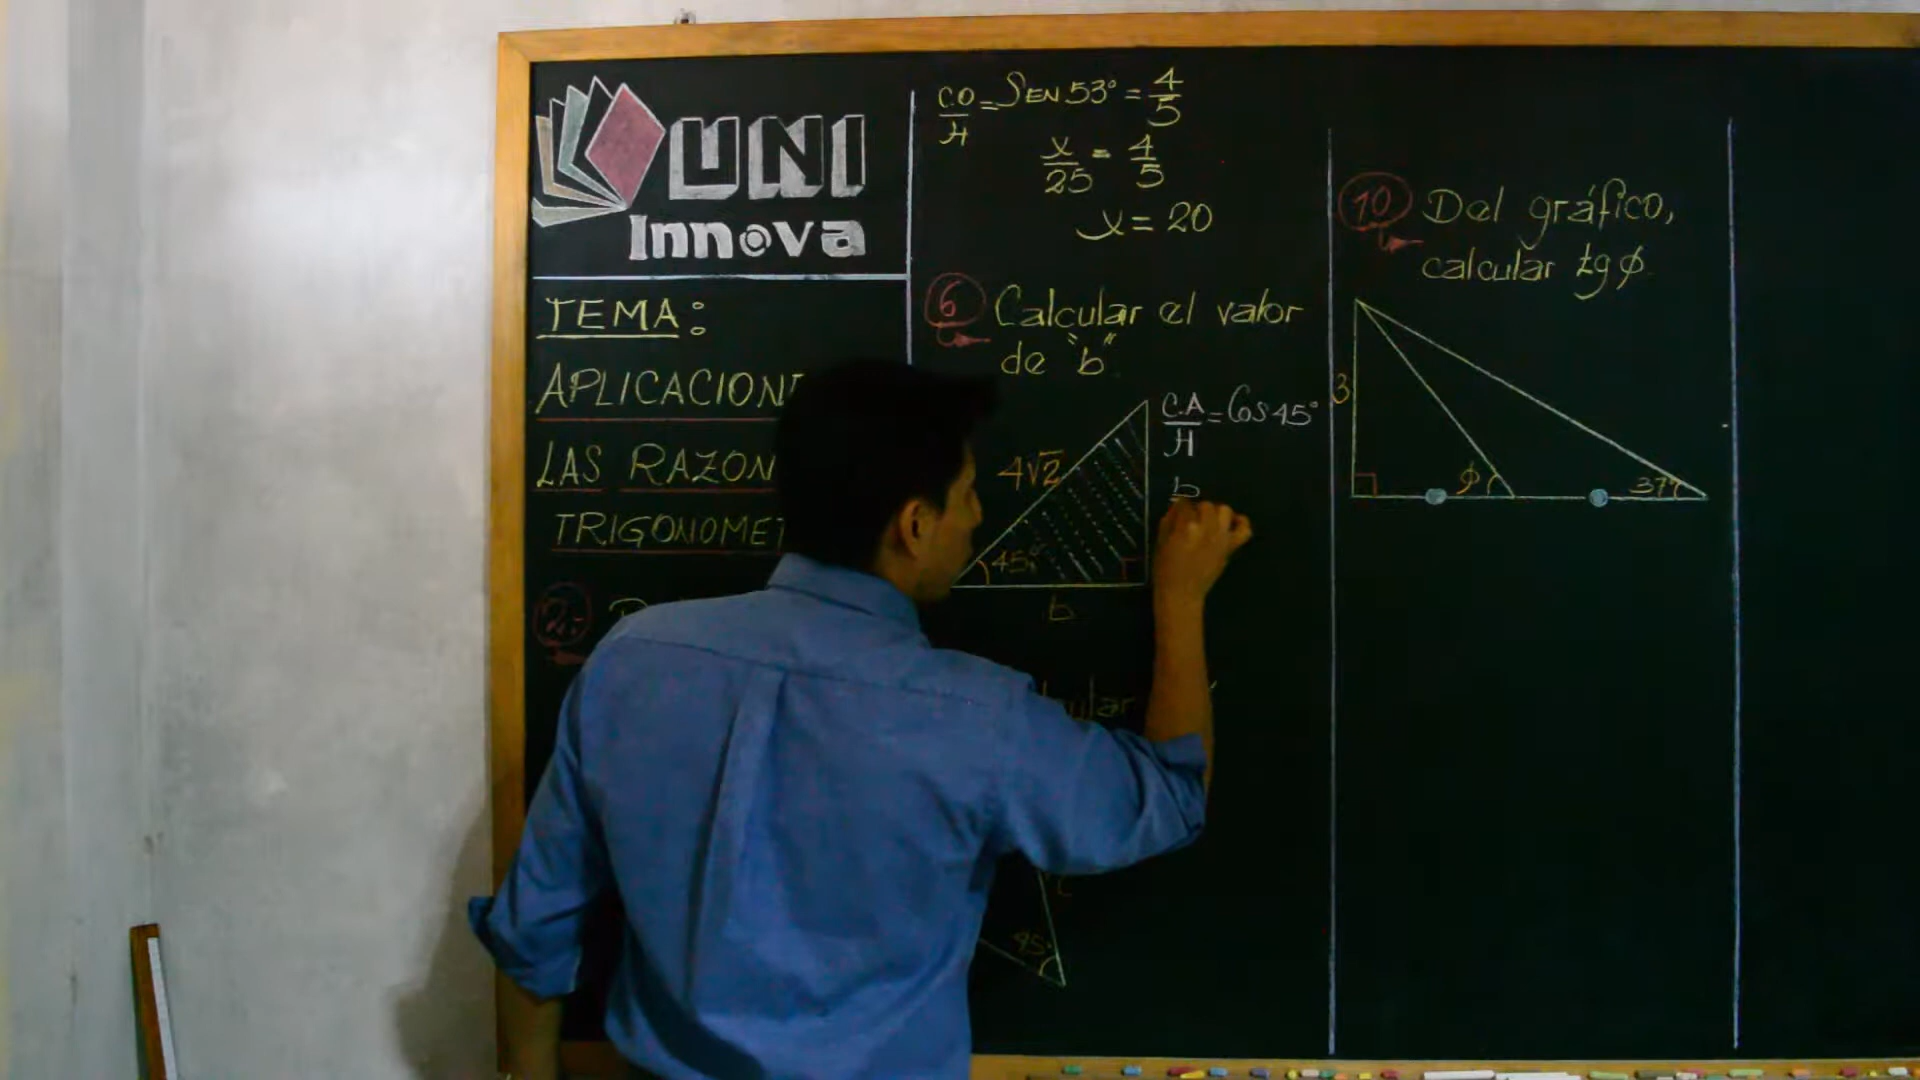 UNI
Innova
TEMA:
APLICACION
LAS RAZON
TRIGONOMET
2.-
C.O/H = SEN 53° = 4/5
x/25 = 4/5
x = 20
6 Calcular el valor
de "b"
4√2
45°
b
C.A/H = Cos 45°
b
45°
10 Del gráfico,
calcular tg ϕ
3
ϕ
37°